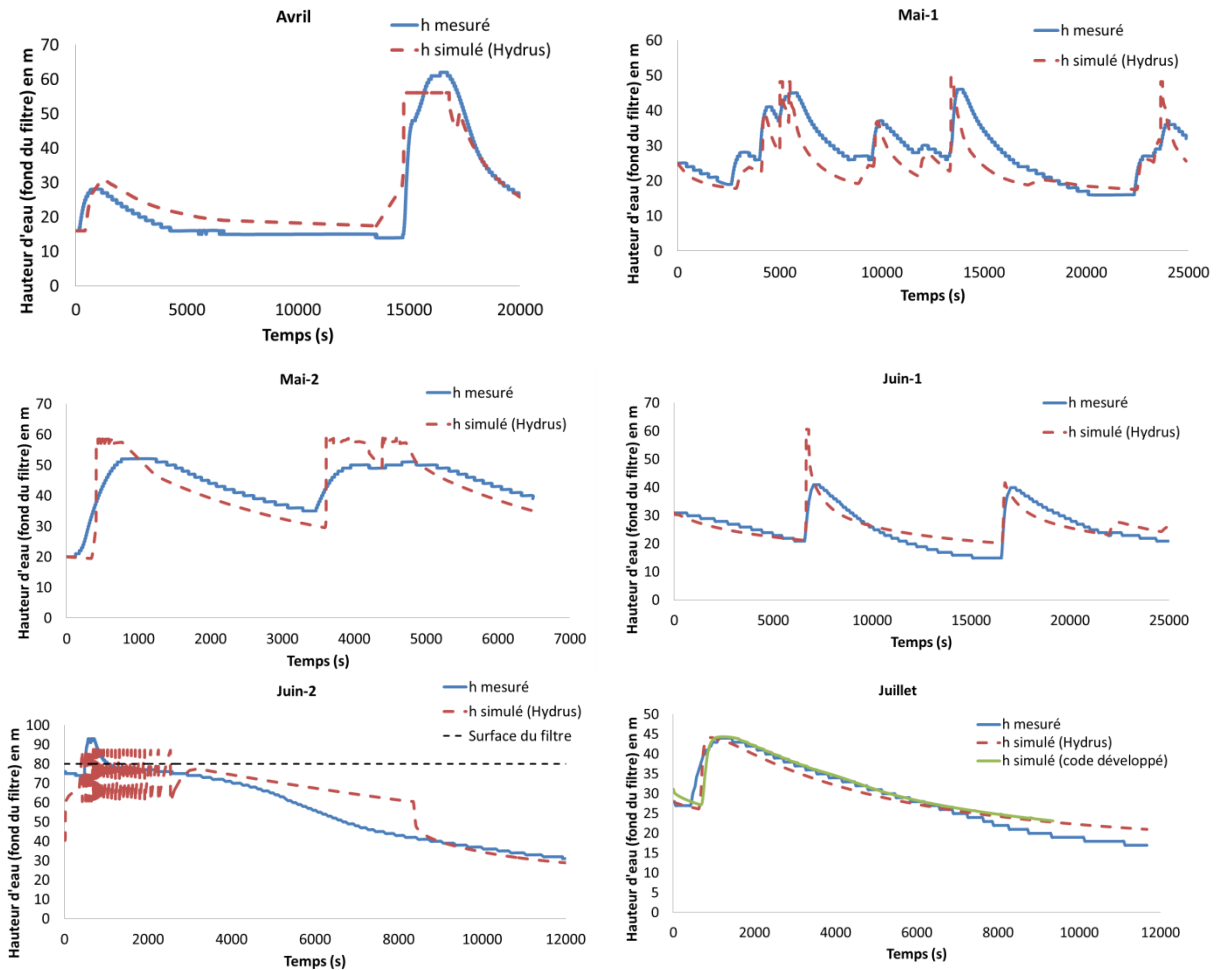 Avril
h mesuré
h simulé (Hydrus)
Hauteur d'eau (fond du filtre) en m
70
60
50
40
30
20
10
0
0 5000 10000 15000 20000
Temps (s)
Mai-1
h mesuré
h simulé (Hydrus)
Hauteur d'eau (fond du filtre) en m
60
50
40
30
20
10
0
0 5000 10000 15000 20000 25000
Temps (s)
Mai-2
h mesuré
h simulé (Hydrus)
Hauteur d'eau (fond du filtre) en m
70
60
50
40
30
20
10
0
0 1000 2000 3000 4000 5000 6000 7000
Temps (s)
Juin-1
h mesuré
h simulé (Hydrus)
Hauteur d'eau (fond du filtre) en m
70
60
50
40
30
20
10
0
0 5000 10000 15000 20000 25000
Temps (s)
Juin-2
h mesuré
h simulé (Hydrus)
Surface du filtre
Hauteur d'eau (fond du filtre) en m
100
90
80
70
60
50
40
30
20
10
0
0 2000 4000 6000 8000 10000 12000
Temps (s)
Juillet
h mesuré
h simulé (Hydrus)
h simulé (code développé)
Hauteur d'eau (fond du filtre) en m
50
45
40
35
30
25
20
15
10
5
0
0 2000 4000 6000 8000 10000 12000
Temps (s)